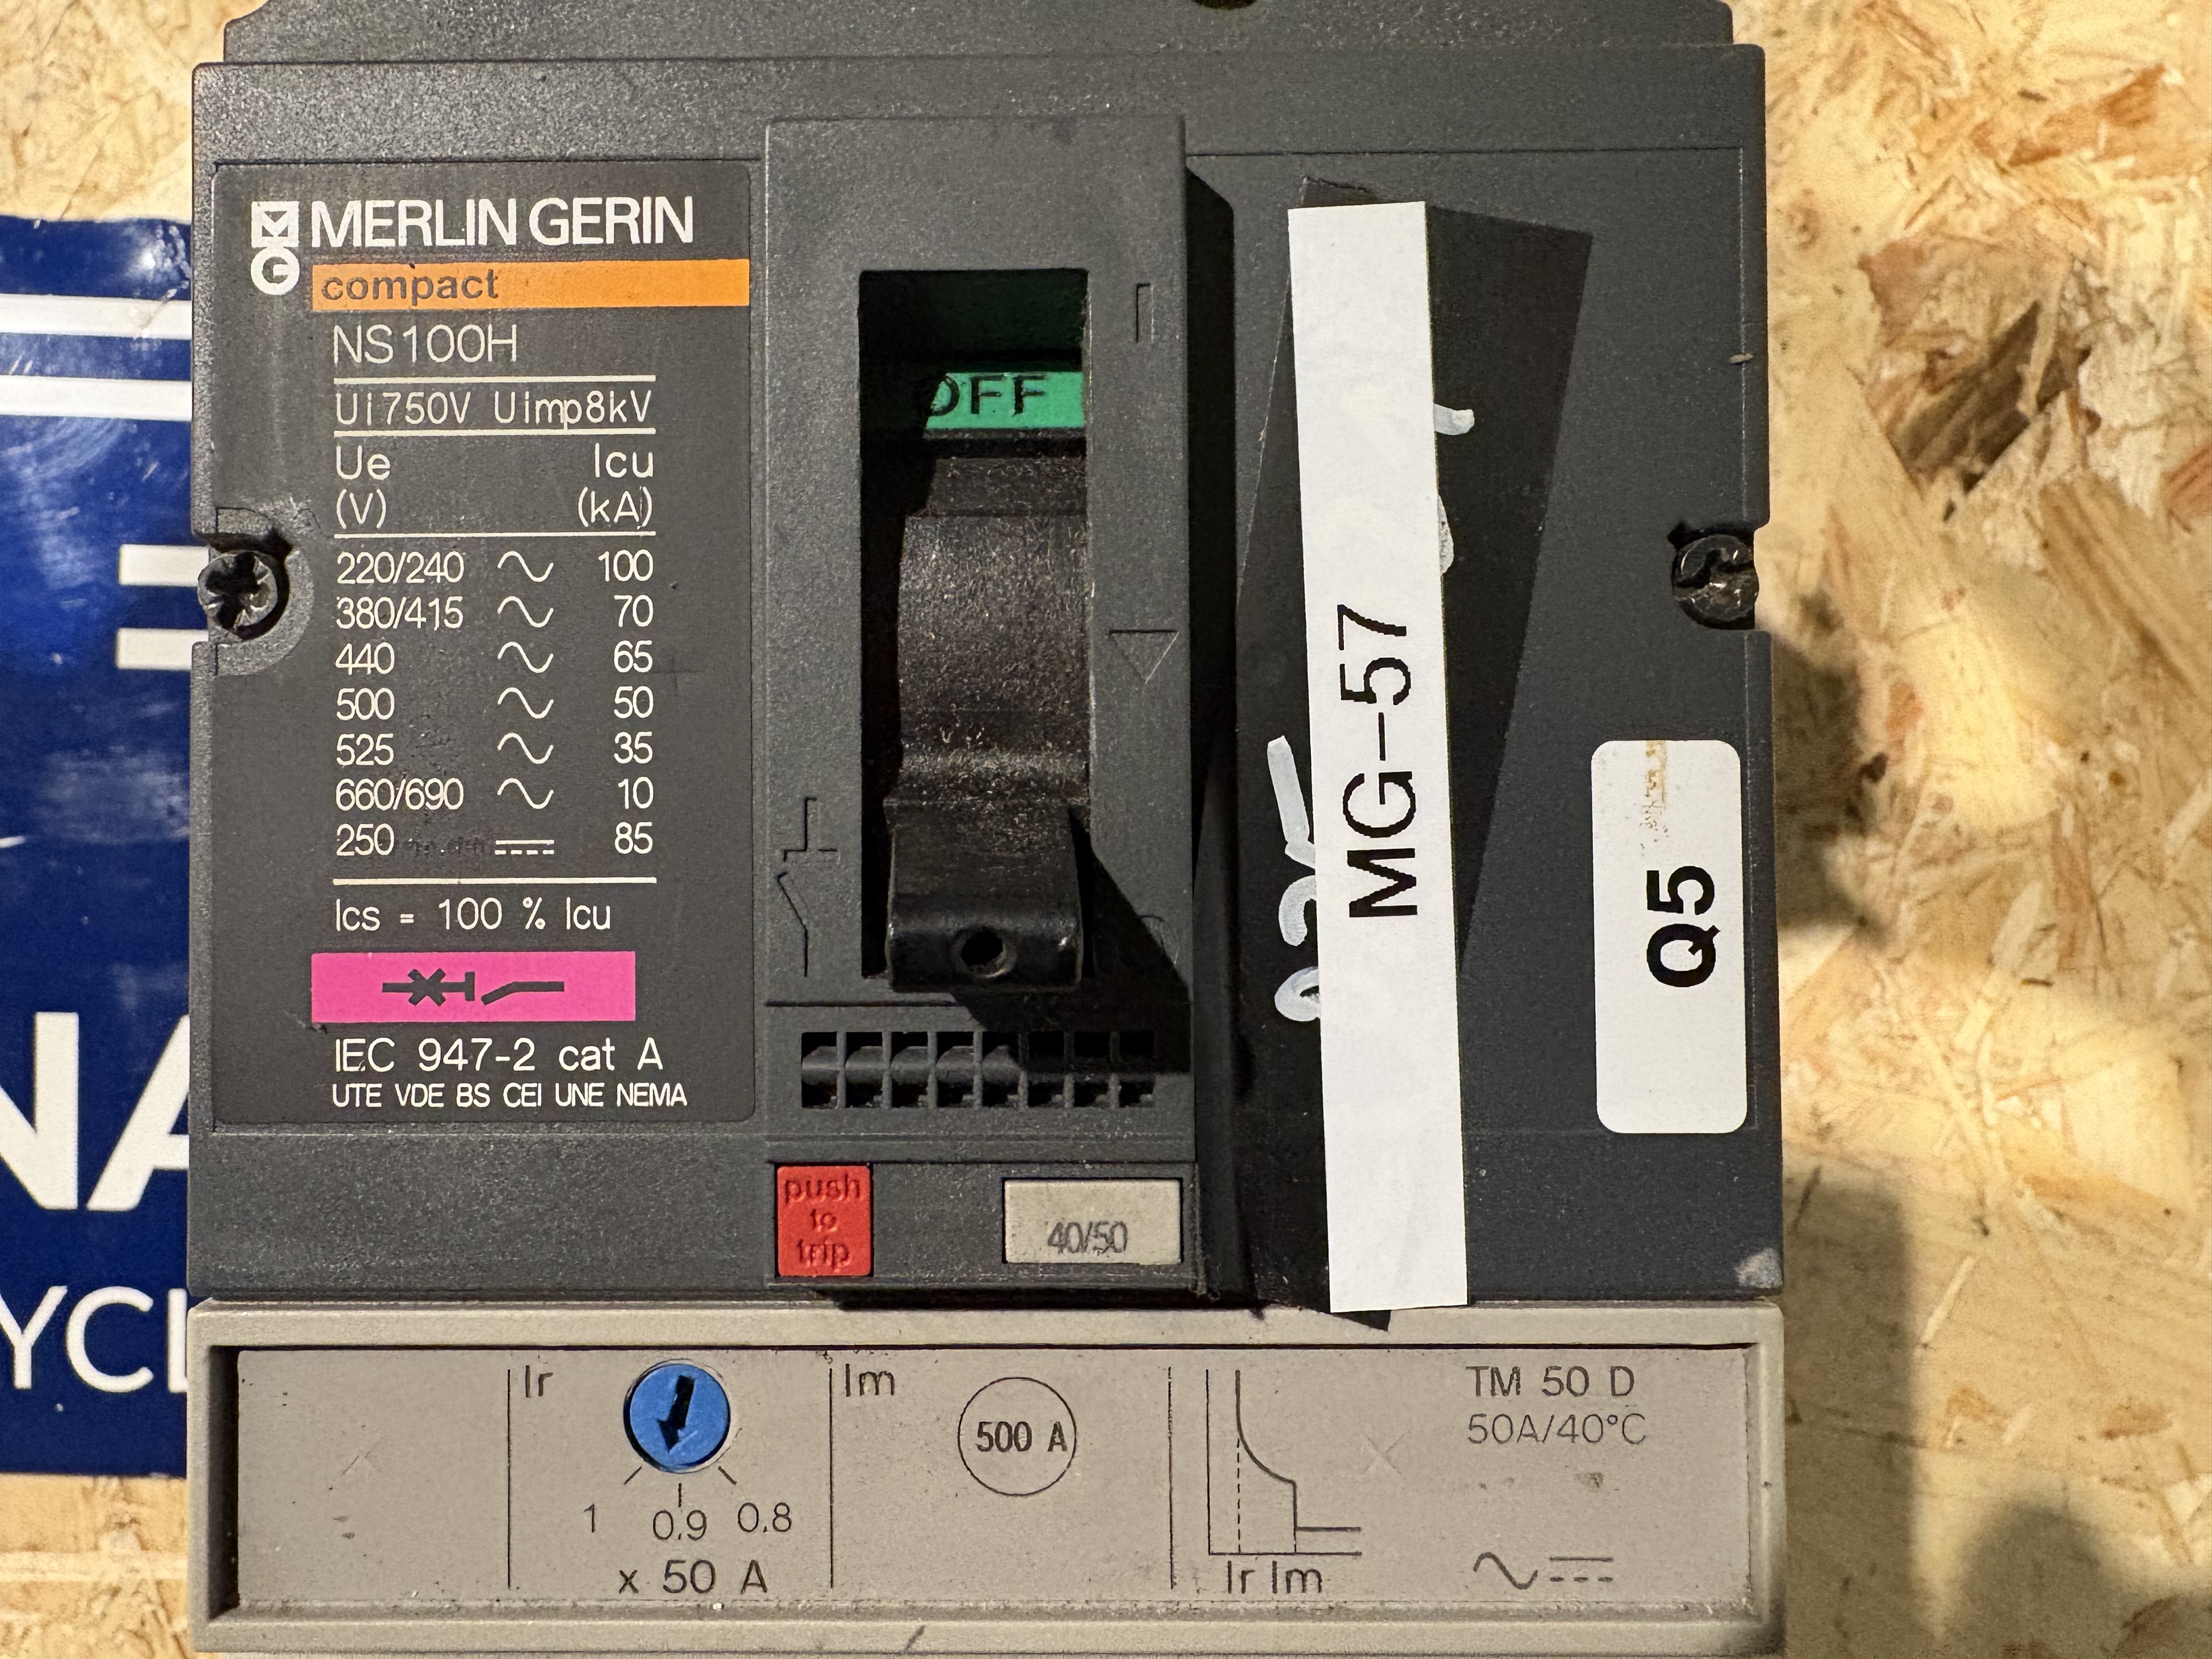 MERLIN GERIN
compact
NS100H
Ui750V Uimp8kV
Ue Icu
(V) (kA)
220/240 100
380/415 70
440 65
500 50
525 35
660/690 10
250 85
Ics = 100 % Icu
IEC 947-2 cat A
UTE VDE BS CEI UNE NEMA
OFF
push
to
trip
40/50
MG-57
Q5
Ir
1 0.9 0.8
x 50 A
Im
500 A
Ir Im
TM 50 D
50A/40°C